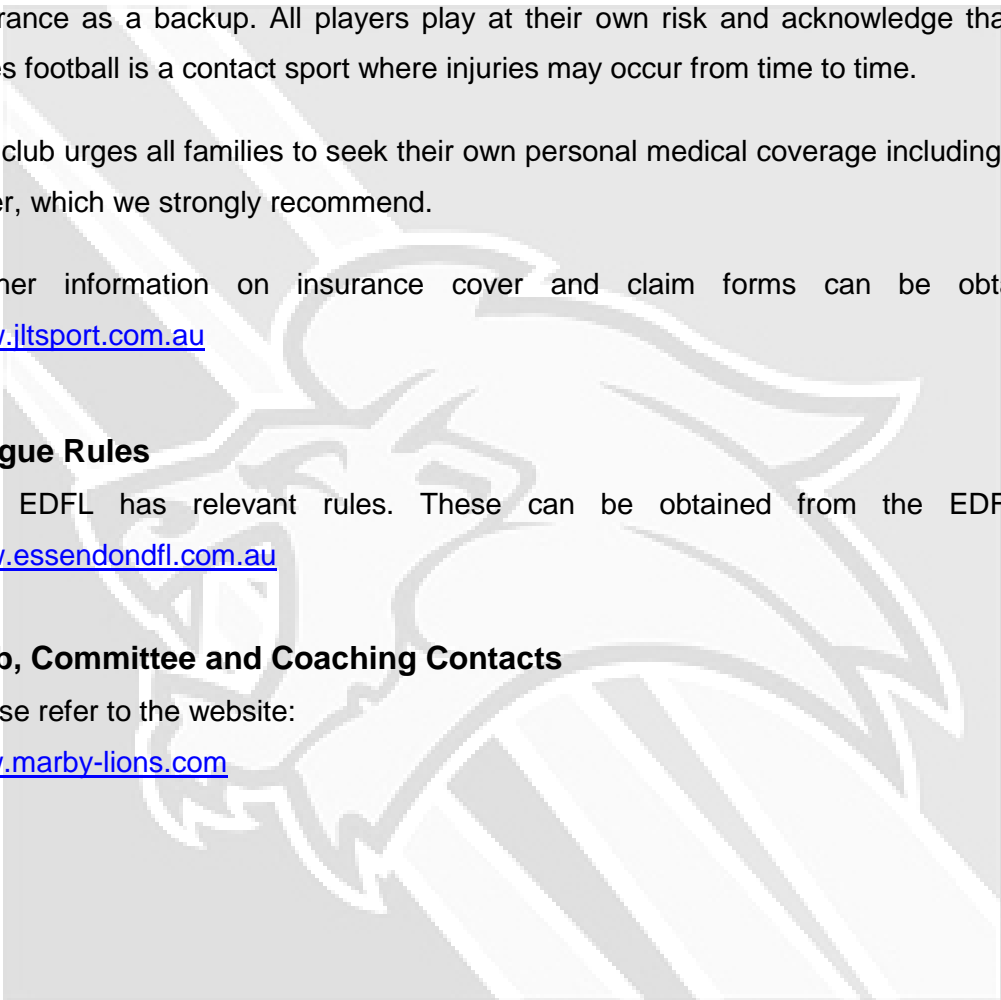 rance as a backup. All players play at their own risk and acknowledge tha
es football is a contact sport where injuries may occur from time to time.
club urges all families to seek their own personal medical coverage including
er, which we strongly recommend.
her information on insurance cover and claim forms can be obta
w.jltsport.com.au
gue Rules
EDFL has relevant rules. These can be obtained from the EDF
w.essendondfl.com.au
b, Committee and Coaching Contacts
se refer to the website:
w.marby-lions.com